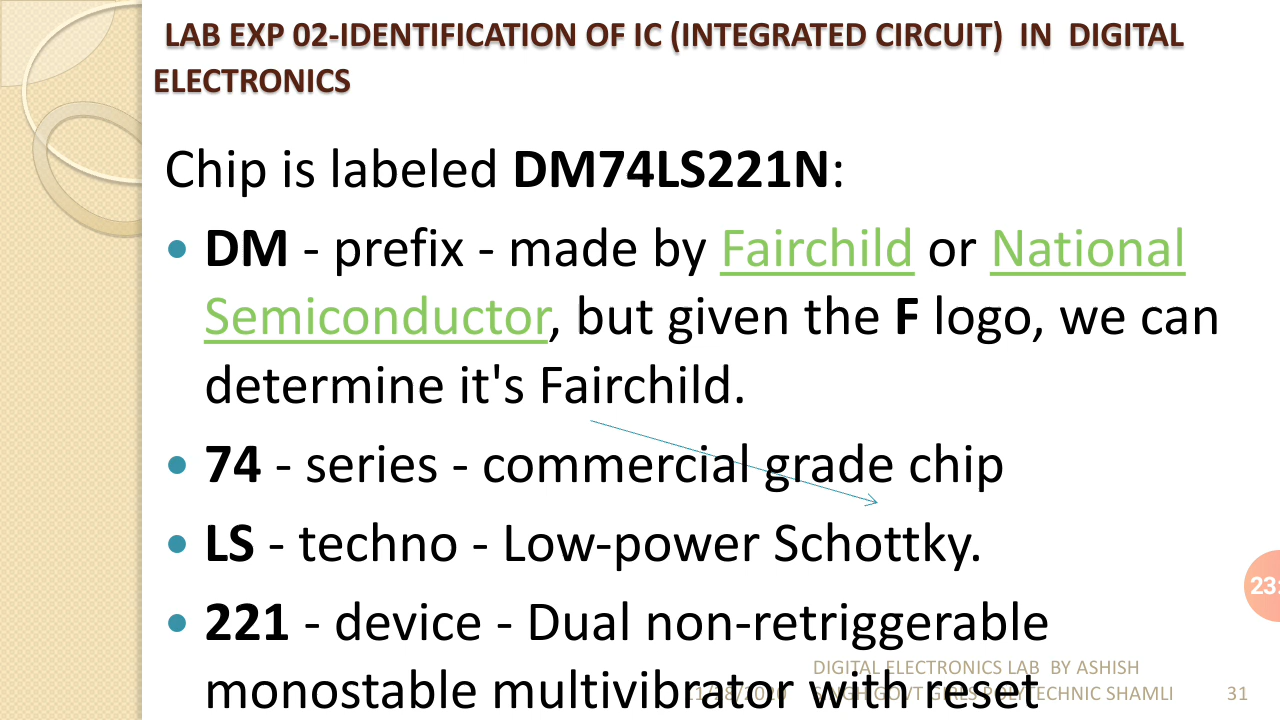 LAB EXP 02-IDENTIFICATION OF IC (INTEGRATED CIRCUIT) IN DIGITAL
ELECTRONICS
Chip is labeled DM74LS221N:
• DM - prefix - made by Fairchild or National
Semiconductor, but given the F logo, we can
determine it's Fairchild.
• 74 - series - commercial grade chip
• LS - techno - Low-power Schottky.
• 221 - device - Dual non-retriggerable
monostable multivibrator with reset
DIGITAL ELECTRONICS LAB BY ASHISH
SINGH GOVT GIRLS POLYTECHNIC SHAMLI
31
23: